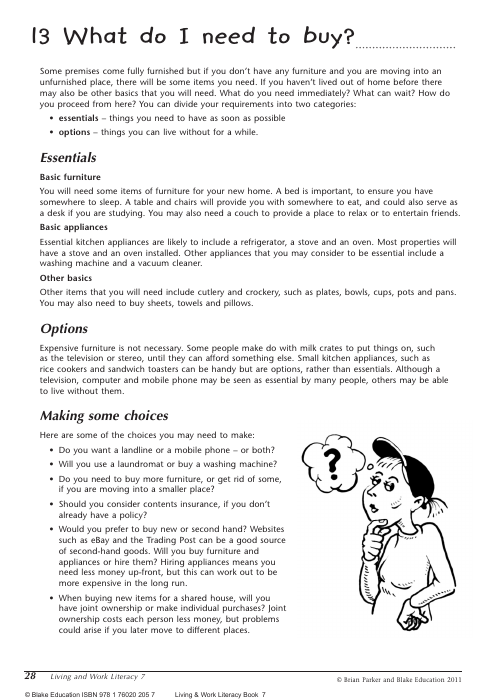 13 What do I need to buy?
Some premises come fully furnished but if you don't have any furniture and you are moving into an
unfurnished place, there will be some items you need. If you haven't lived out of home before there
may also be other basics that you will need. What do you need immediately? What can wait? How do
you proceed from here? You can divide your requirements into two categories:
• essentials – things you need to have as soon as possible
• options – things you can live without for a while.
Essentials
Basic furniture
You will need some items of furniture for your new home. A bed is important, to ensure you have
somewhere to sleep. A table and chairs will provide you with somewhere to eat, and could also serve as
a desk if you are studying. You may also need a couch to provide a place to relax or to entertain friends.
Basic appliances
Essential kitchen appliances are likely to include a refrigerator, a stove and an oven. Most properties will
have a stove and an oven installed. Other appliances that you may consider to be essential include a
washing machine and a vacuum cleaner.
Other basics
Other items that you will need include cutlery and crockery, such as plates, bowls, cups, pots and pans.
You may also need to buy sheets, towels and pillows.
Options
Expensive furniture is not necessary. Some people make do with milk crates to put things on, such
as the television or stereo, until they can afford something else. Small kitchen appliances, such as
rice cookers and sandwich toasters can be handy but are options, rather than essentials. Although a
television, computer and mobile phone may be seen as essential by many people, others may be able
to live without them.
Making some choices
Here are some of the choices you may need to make:
• Do you want a landline or a mobile phone – or both?
• Will you use a laundromat or buy a washing machine?
• Do you need to buy more furniture, or get rid of some,
if you are moving into a smaller place?
• Should you consider contents insurance, if you don't
already have a policy?
• Would you prefer to buy new or second hand? Websites
such as eBay and the Trading Post can be a good source
of second-hand goods. Will you buy furniture and
appliances or hire them? Hiring appliances means you
need less money up-front, but this can work out to be
more expensive in the long run.
• When buying new items for a shared house, will you
have joint ownership or make individual purchases? Joint
ownership costs each person less money, but problems
could arise if you later move to different places.
?
28 Living and Work Literacy 7
© Brian Parker and Blake Education 2011
© Blake Education ISBN 978 1 76020 205 7 Living & Work Literacy Book 7